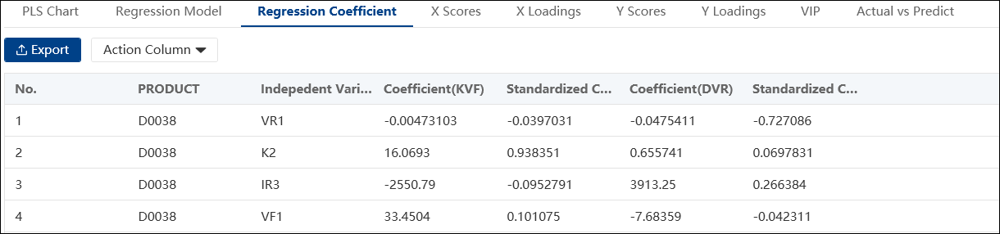 PLS Chart Regression Model Regression Coefficient X Scores X Loadings Y Scores Y Loadings VIP Actual vs Predict
Export Action Column
No. PRODUCT Indepedent Vari... Coefficient(KVF) Standardized C... Coefficient(DVR) Standardized C...
1 D0038 VR1 -0.00473103 -0.0397031 -0.0475411 -0.727086
2 D0038 K2 16.0693 0.938351 0.655741 0.0697831
3 D0038 IR3 -2550.79 -0.0952791 3913.25 0.266384
4 D0038 VF1 33.4504 0.101075 -7.68359 -0.042311